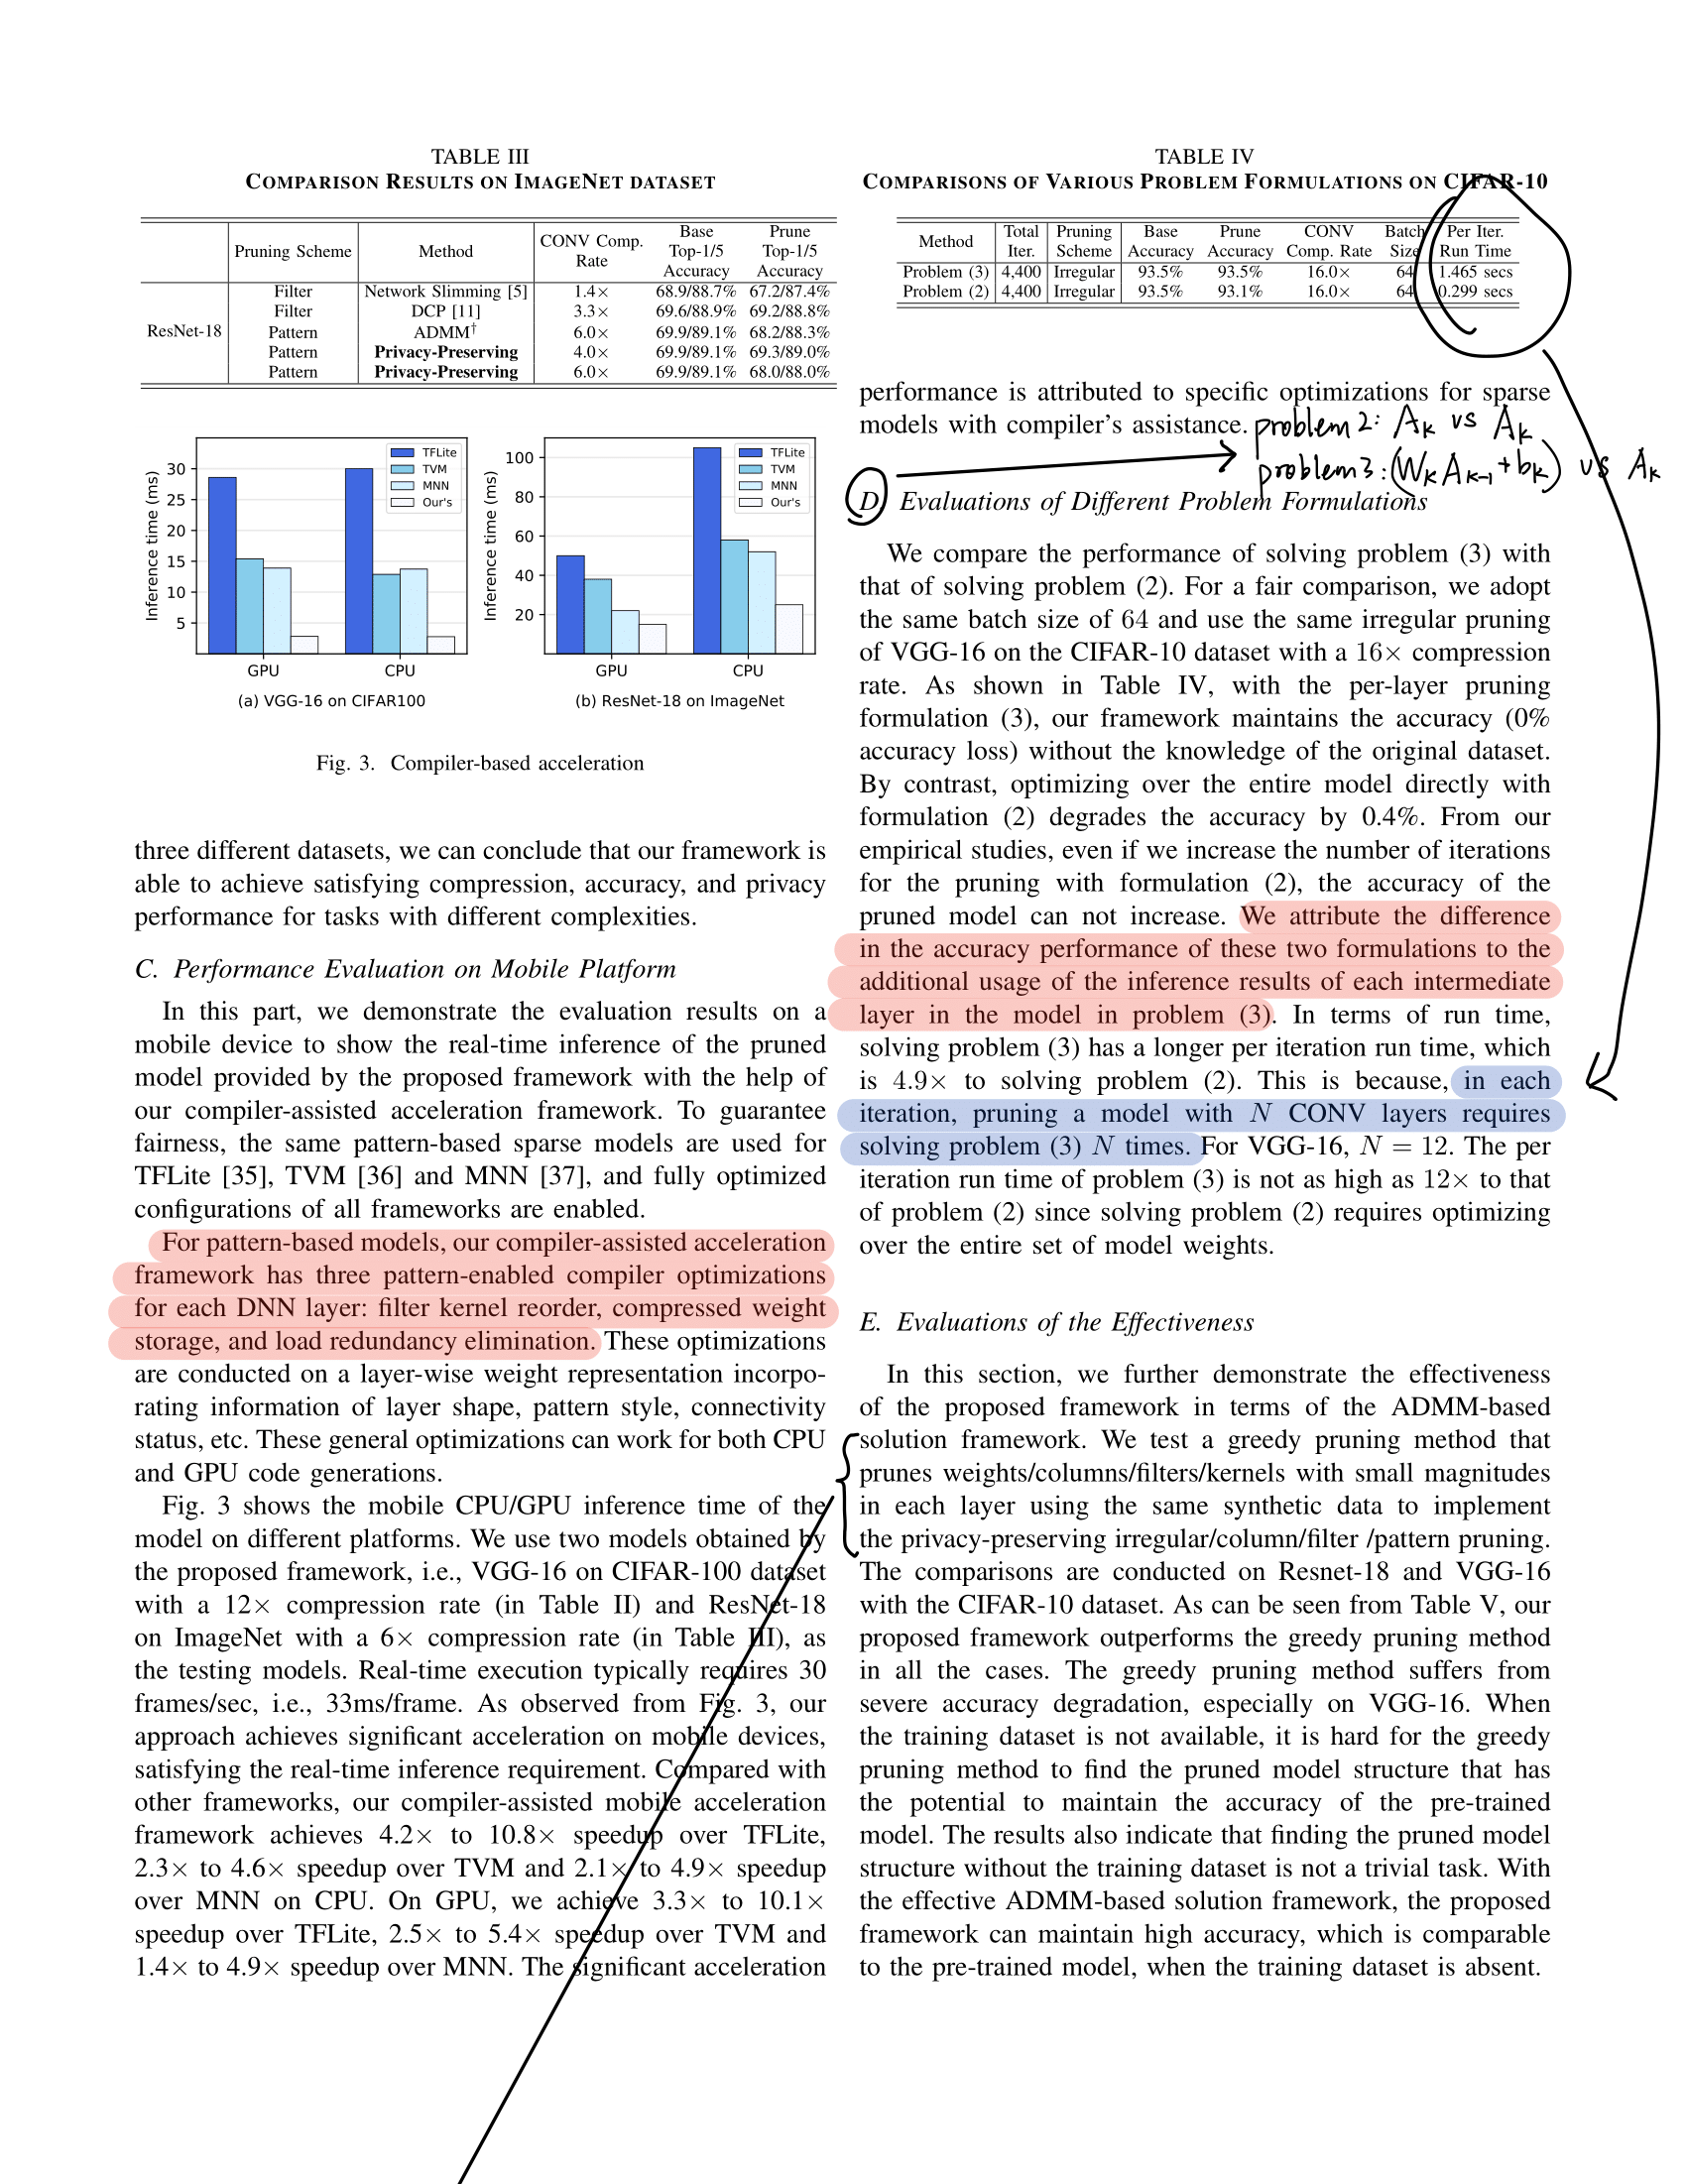 TABLE III
COMPARISON RESULTS ON IMAGENET DATASET
Pruning Scheme Method CONV Comp. Rate Base Top-1/5 Accuracy Prune Top-1/5 Accuracy
ResNet-18
Filter Network Slimming [5] 1.4× 68.9/88.7% 67.2/87.4%
Filter DCP [11] 3.3× 69.6/88.9% 69.2/88.8%
Pattern ADMM† 6.0× 69.9/89.1% 68.2/88.3%
Pattern Privacy-Preserving 4.0× 69.9/89.1% 69.3/89.0%
Pattern Privacy-Preserving 6.0× 69.9/89.1% 68.0/88.0%
Inference time (ms)
30
25
20
15
10
5
TFLite
TVM
MNN
Our's
GPU CPU
(a) VGG-16 on CIFAR100
Inference time (ms)
100
80
60
40
20
TFLite
TVM
MNN
Our's
GPU CPU
(b) ResNet-18 on ImageNet
Fig. 3. Compiler-based acceleration
three different datasets, we can conclude that our framework is
able to achieve satisfying compression, accuracy, and privacy
performance for tasks with different complexities.
C. Performance Evaluation on Mobile Platform
In this part, we demonstrate the evaluation results on a
mobile device to show the real-time inference of the pruned
model provided by the proposed framework with the help of
our compiler-assisted acceleration framework. To guarantee
fairness, the same pattern-based sparse models are used for
TFLite [35], TVM [36] and MNN [37], and fully optimized
configurations of all frameworks are enabled.
For pattern-based models, our compiler-assisted acceleration
framework has three pattern-enabled compiler optimizations
for each DNN layer: filter kernel reorder, compressed weight
storage, and load redundancy elimination. These optimizations
are conducted on a layer-wise weight representation incorpo-
rating information of layer shape, pattern style, connectivity
status, etc. These general optimizations can work for both CPU
and GPU code generations.
Fig. 3 shows the mobile CPU/GPU inference time of the
model on different platforms. We use two models obtained by
the proposed framework, i.e., VGG-16 on CIFAR-100 dataset
with a 12× compression rate (in Table II) and ResNet-18
on ImageNet with a 6× compression rate (in Table III), as
the testing models. Real-time execution typically requires 30
frames/sec, i.e., 33ms/frame. As observed from Fig. 3, our
approach achieves significant acceleration on mobile devices,
satisfying the real-time inference requirement. Compared with
other frameworks, our compiler-assisted mobile acceleration
framework achieves 4.2× to 10.8× speedup over TFLite,
2.3× to 4.6× speedup over TVM and 2.1× to 4.9× speedup
over MNN on CPU. On GPU, we achieve 3.3× to 10.1×
speedup over TFLite, 2.5× to 5.4× speedup over TVM and
1.4× to 4.9× speedup over MNN. The significant acceleration
TABLE IV
COMPARISONS OF VARIOUS PROBLEM FORMULATIONS ON CIFAR-10
Method Total Iter. Pruning Scheme Base Accuracy Prune Accuracy CONV Comp. Rate Batch Size Per Iter. Run Time
Problem (3) 4,400 Irregular 93.5% 93.5% 16.0× 64 1.465 secs
Problem (2) 4,400 Irregular 93.5% 93.1% 16.0× 64 0.299 secs
performance is attributed to specific optimizations for sparse
models with compiler's assistance.
problem 2: Ak vs Ak
problem 3: (Wk Ak-1 + bk) vs Ak
D. Evaluations of Different Problem Formulations
We compare the performance of solving problem (3) with
that of solving problem (2). For a fair comparison, we adopt
the same batch size of 64 and use the same irregular pruning
of VGG-16 on the CIFAR-10 dataset with a 16× compression
rate. As shown in Table IV, with the per-layer pruning
formulation (3), our framework maintains the accuracy (0%
accuracy loss) without the knowledge of the original dataset.
By contrast, optimizing over the entire model directly with
formulation (2) degrades the accuracy by 0.4%. From our
empirical studies, even if we increase the number of iterations
for the pruning with formulation (2), the accuracy of the
pruned model can not increase. We attribute the difference
in the accuracy performance of these two formulations to the
additional usage of the inference results of each intermediate
layer in the model in problem (3). In terms of run time,
solving problem (3) has a longer per iteration run time, which
is 4.9× to solving problem (2). This is because, in each
iteration, pruning a model with N CONV layers requires
solving problem (3) N times. For VGG-16, N = 12. The per
iteration run time of problem (3) is not as high as 12× to that
of problem (2) since solving problem (2) requires optimizing
over the entire set of model weights.
E. Evaluations of the Effectiveness
In this section, we further demonstrate the effectiveness
of the proposed framework in terms of the ADMM-based
solution framework. We test a greedy pruning method that
prunes weights/columns/filters/kernels with small magnitudes
in each layer using the same synthetic data to implement
the privacy-preserving irregular/column/filter /pattern pruning.
The comparisons are conducted on Resnet-18 and VGG-16
with the CIFAR-10 dataset. As can be seen from Table V, our
proposed framework outperforms the greedy pruning method
in all the cases. The greedy pruning method suffers from
severe accuracy degradation, especially on VGG-16. When
the training dataset is not available, it is hard for the greedy
pruning method to find the pruned model structure that has
the potential to maintain the accuracy of the pre-trained
model. The results also indicate that finding the pruned model
structure without the training dataset is not a trivial task. With
the effective ADMM-based solution framework, the proposed
framework can maintain high accuracy, which is comparable
to the pre-trained model, when the training dataset is absent.